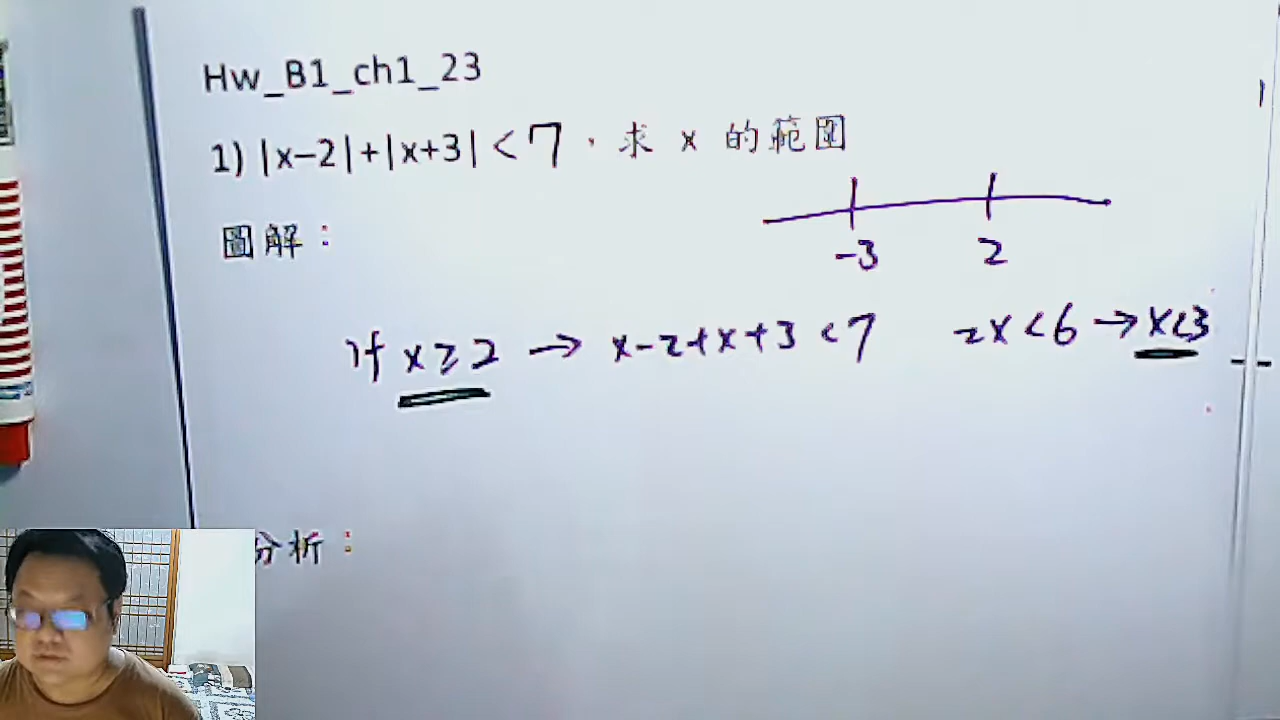 Hw_B1_ch1_23
1) |x-2|+|x+3| < 7，求 x 的範圍
-3 2
圖解：
if x ≥ 2 → x-2+x+3 < 7 2x < 6 → x<3
分析：